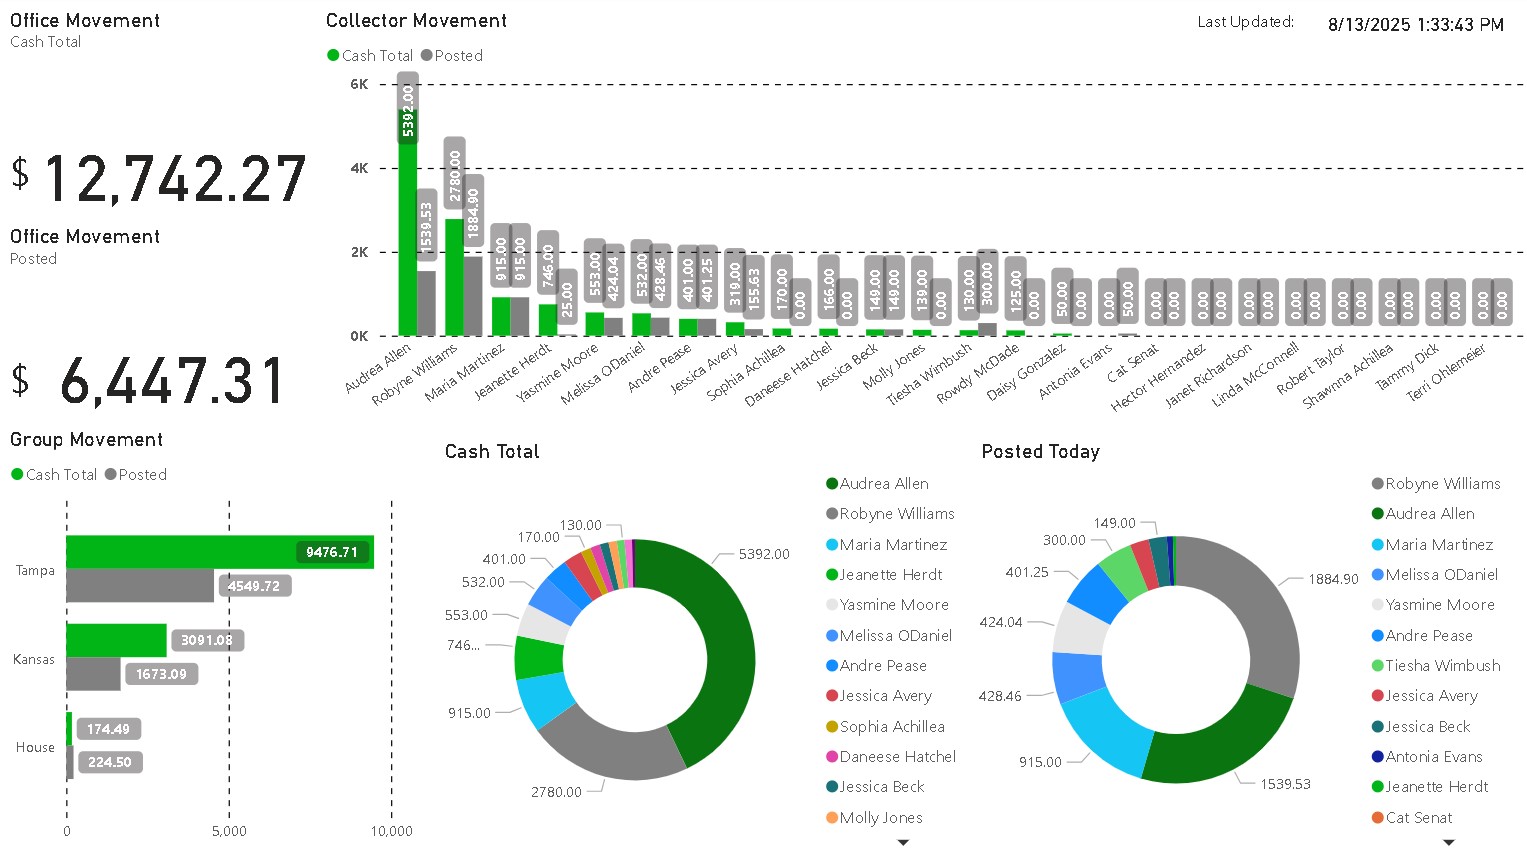 Office Movement
Cash Total
$ 12,742.27
Office Movement
Posted
$ 6,447.31
Collector Movement
Cash Total Posted
Last Updated: 8/13/2025 1:33:43 PM
6K
4K
2K
0K
5392.00 1539.53 2780.00 1884.90 915.00 915.00 746.00 25.00 553.00 424.04 532.00 428.46 401.00 401.25 319.00 155.63 170.00 0.00 166.00 0.00 149.00 149.00 139.00 0.00 130.00 300.00 125.00 0.00 50.00 0.00 0.00 50.00 0.00 0.00 0.00 0.00 0.00 0.00 0.00 0.00 0.00 0.00 0.00 0.00 0.00 0.00 0.00 0.00
Audrea Allen
Robyne Williams
Maria Martinez
Jeanette Herdt
Yasmine Moore
Melissa ODaniel
Andre Pease
Jessica Avery
Sophia Achillea
Daneese Hatchel
Jessica Beck
Molly Jones
Tiesha Wimbush
Rowdy McDade
Daisy Gonzalez
Antonia Evans
Cat Senat
Hector Hernandez
Janet Richardson
Linda McConnell
Robert Taylor
Shawnna Achillea
Tammy Dick
Terri Ohlemeier
Group Movement
Cash Total Posted
Tampa 9476.71
4549.72
Kansas 3091.08
1673.09
House 174.49
224.50
0 5,000 10,000
Cash Total
130.00
170.00
401.00
532.00
553.00
746...
915.00
2780.00
5392.00
Audrea Allen
Robyne Williams
Maria Martinez
Jeanette Herdt
Yasmine Moore
Melissa ODaniel
Andre Pease
Jessica Avery
Sophia Achillea
Daneese Hatchel
Jessica Beck
Molly Jones
Posted Today
149.00
300.00
401.25
424.04
428.46
915.00
1539.53
1884.90
Robyne Williams
Audrea Allen
Maria Martinez
Melissa ODaniel
Yasmine Moore
Andre Pease
Tiesha Wimbush
Jessica Avery
Jessica Beck
Antonia Evans
Jeanette Herdt
Cat Senat